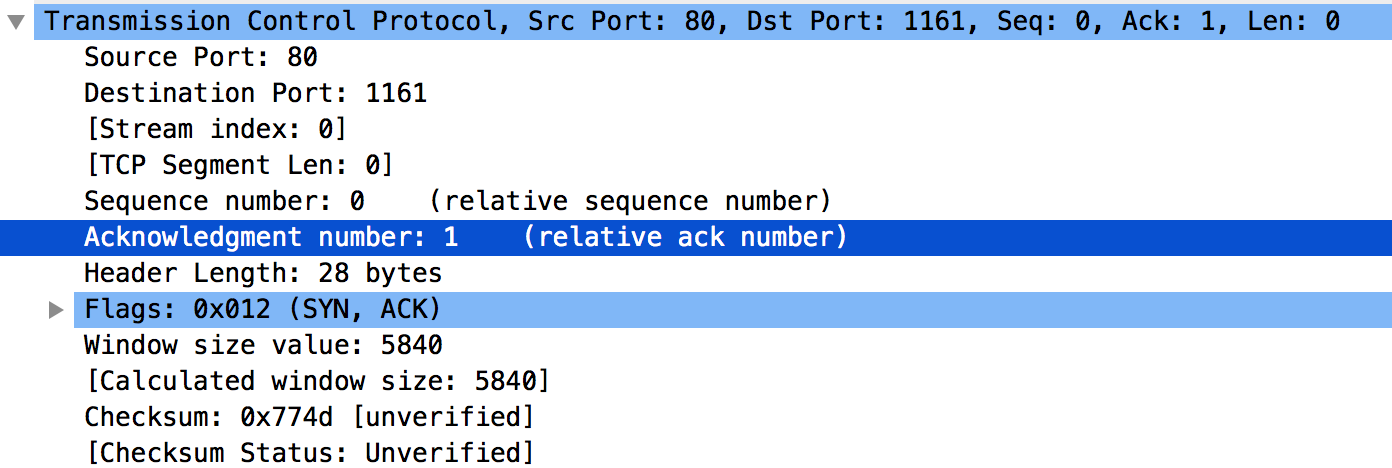 Transmission Control Protocol, Src Port: 80, Dst Port: 1161, Seq: 0, Ack: 1, Len: 0
Source Port: 80
Destination Port: 1161
[Stream index: 0]
[TCP Segment Len: 0]
Sequence number: 0    (relative sequence number)
Acknowledgment number: 1    (relative ack number)
Header Length: 28 bytes
Flags: 0x012 (SYN, ACK)
Window size value: 5840
[Calculated window size: 5840]
Checksum: 0x774d [unverified]
[Checksum Status: Unverified]